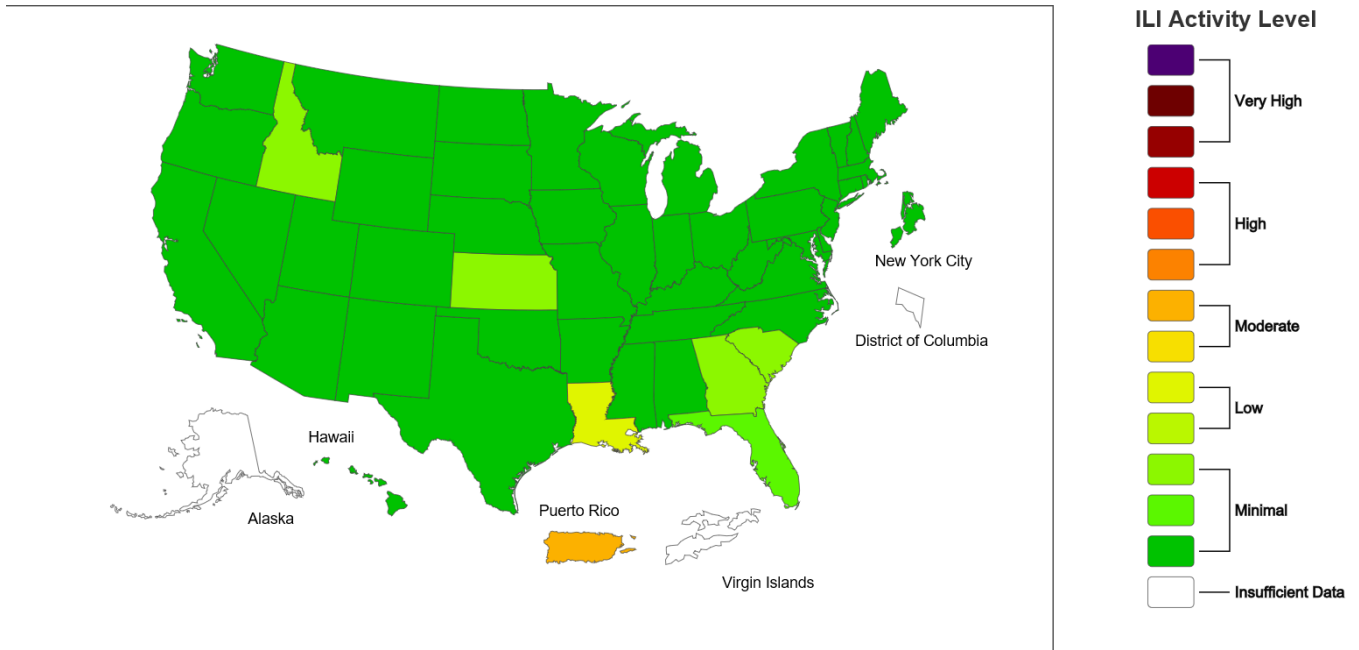 ILI Activity Level
Very High
High
Moderate
Low
Minimal
Insufficient Data
New York City
District of Columbia
Hawaii
Alaska
Puerto Rico
Virgin Islands